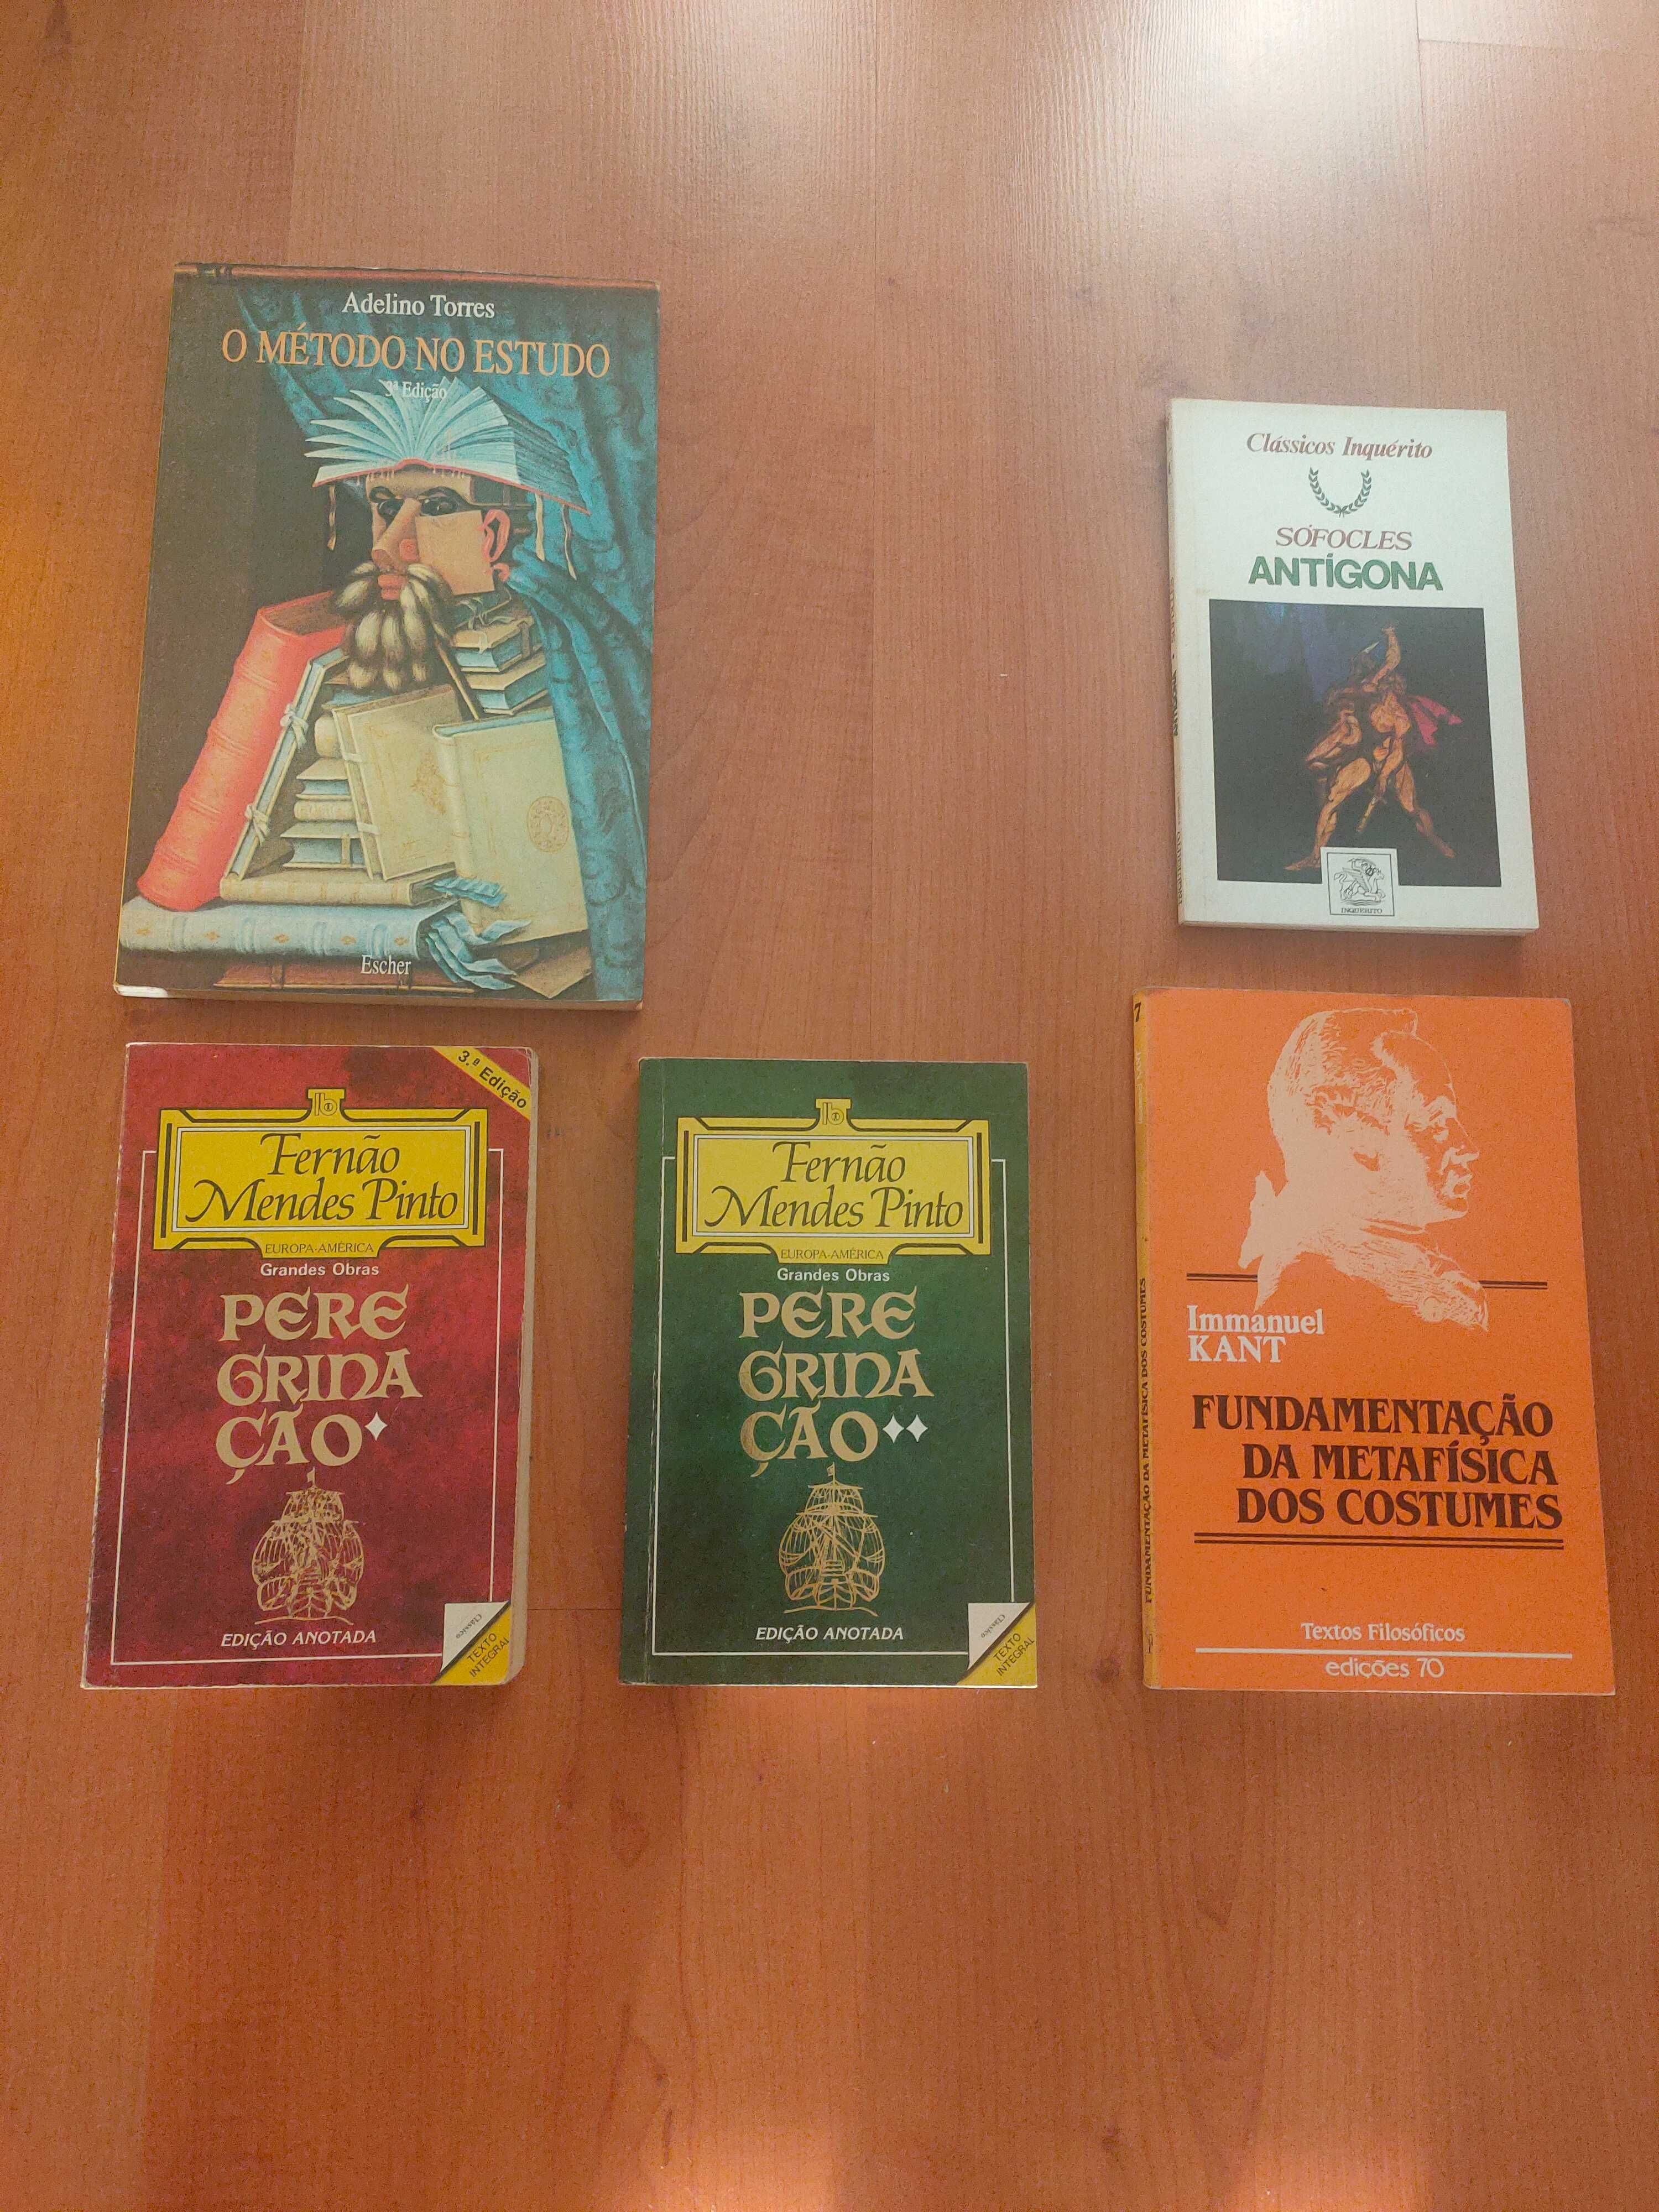 Adelino Torres
O MÉTODO NO ESTUDO
3ª Edição
Escher
Clássicos Inquérito
SÓFOCLES
ANTÍGONA
INQUÉRITO
3.ª Edição
Fernão
Mendes Pinto
EUROPA-AMÉRICA
Grandes Obras
PERE
GRINA
ÇÃO
EDIÇÃO ANOTADA
Clássico
TEXTO
INTEGRAL
Fernão
Mendes Pinto
EUROPA-AMÉRICA
Grandes Obras
PERE
GRINA
ÇÃO
EDIÇÃO ANOTADA
Clássico
TEXTO
INTEGRAL
7
FUNDAMENTAÇÃO DA METAFÍSICA DOS COSTUMES
Immanuel
KANT
FUNDAMENTAÇÃO
DA METAFÍSICA
DOS COSTUMES
Textos Filosóficos
edições 70